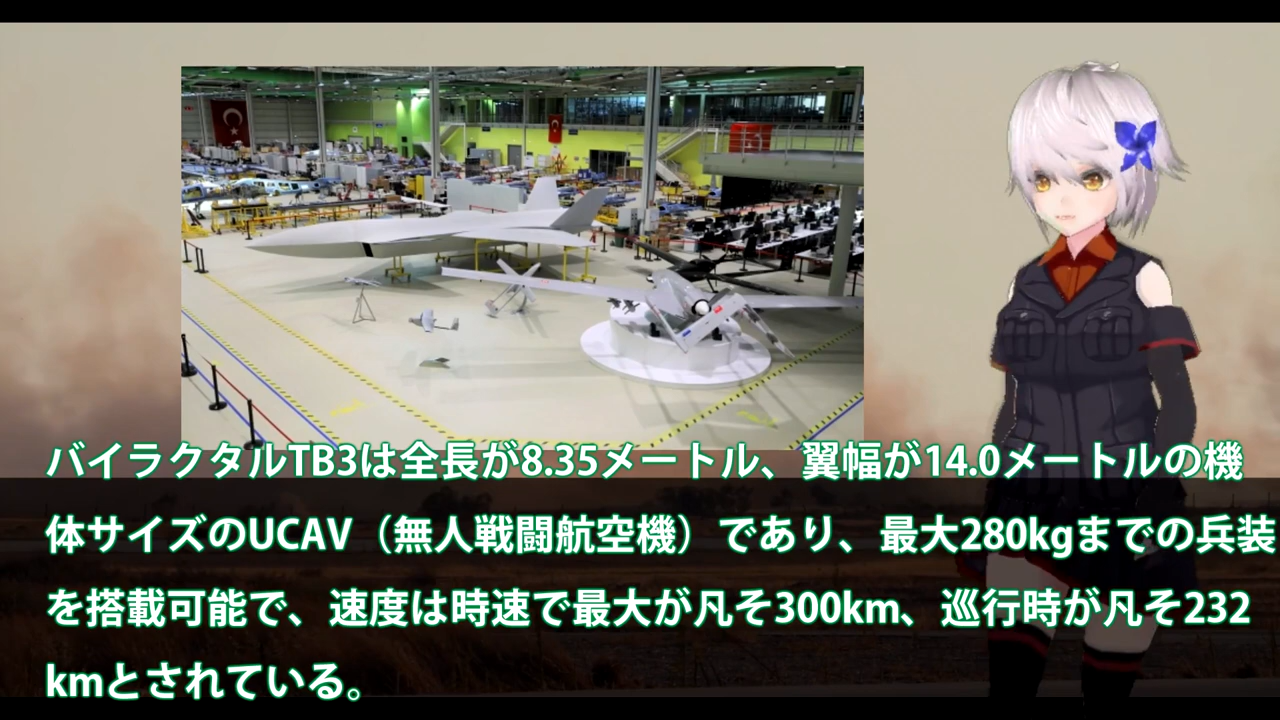 バイラクタルTB3は全長が8.35メートル、翼幅が14.0メートルの機
体サイズのUCAV（無人戦闘航空機）であり、最大280kgまでの兵装
を搭載可能で、速度は時速で最大が凡そ300km、巡行時が凡そ232
kmとされている。